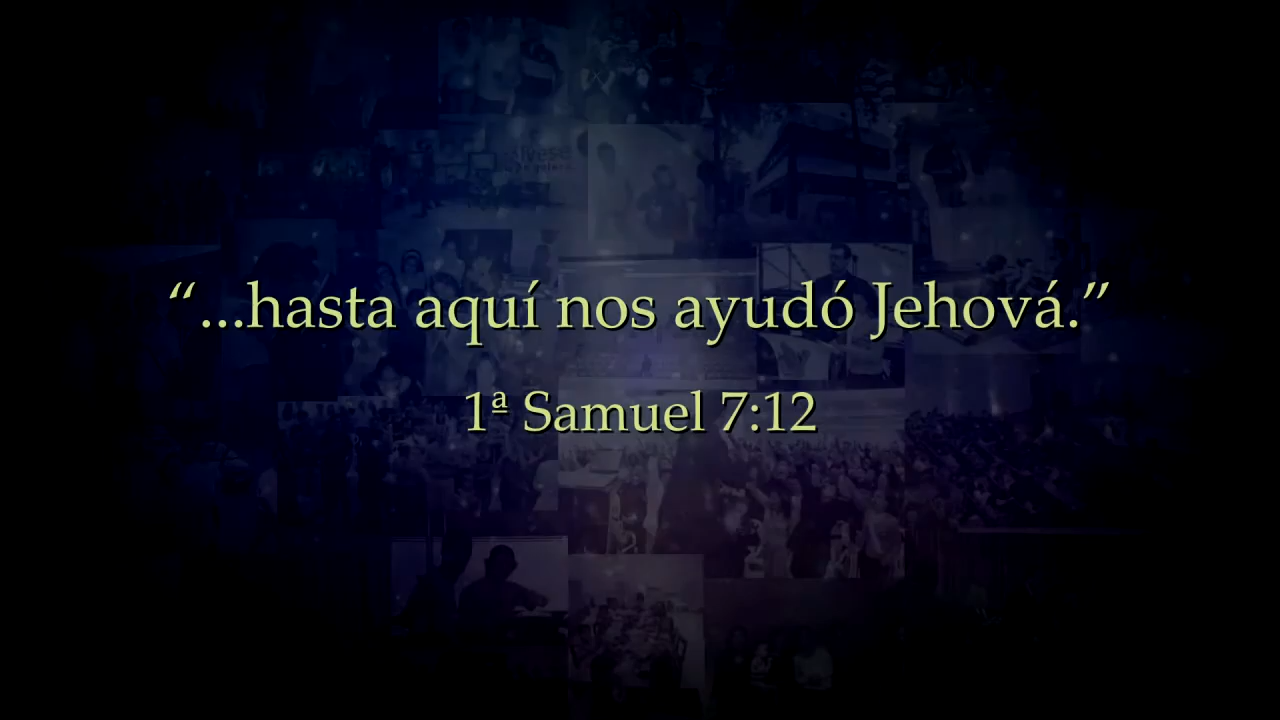 “...hasta aquí nos ayudó Jehová.”
1ª Samuel 7:12